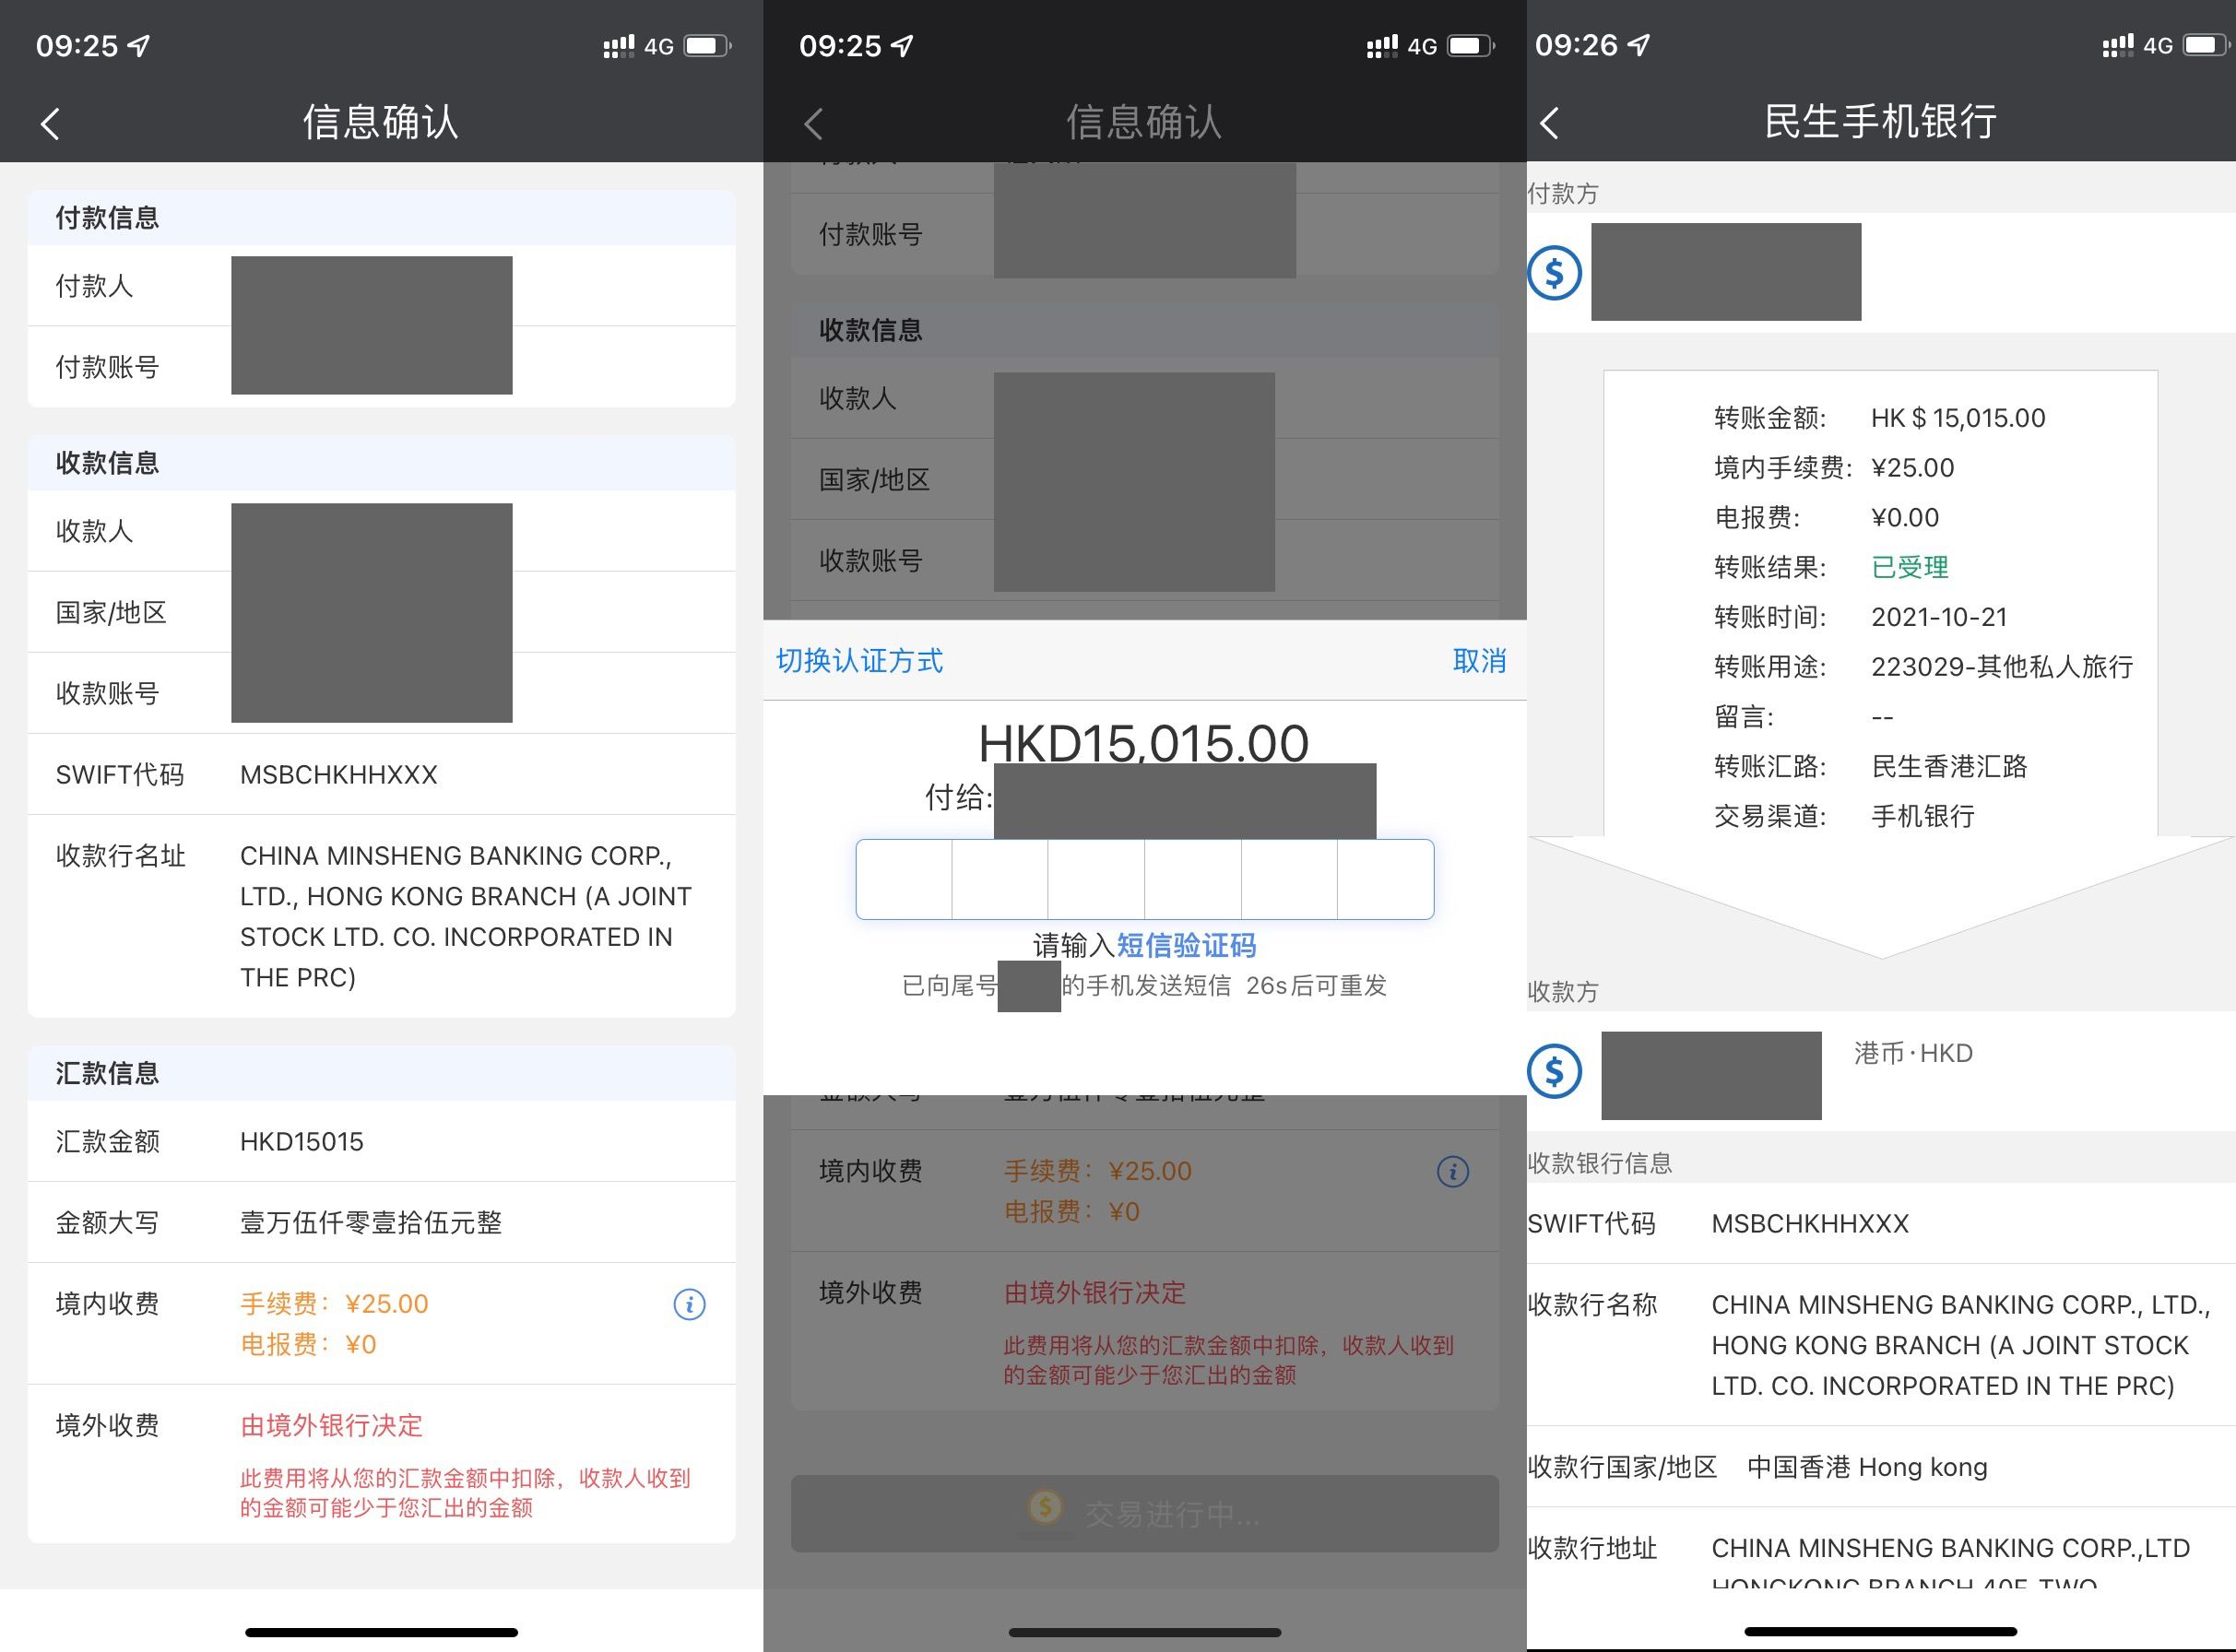 09:25
4G
信息确认
付款信息
付款人
付款账号
收款信息
收款人
国家/地区
收款账号
SWIFT代码 MSBCHKHHXXX
收款行名址 CHINA MINSHENG BANKING CORP.,
LTD., HONG KONG BRANCH (A JOINT
STOCK LTD. CO. INCORPORATED IN
THE PRC)
汇款信息
汇款金额 HKD15015
金额大写 壹万伍仟零壹拾伍元整
境内收费 手续费：¥25.00
电报费：¥0
境外收费 由境外银行决定
此费用将从您的汇款金额中扣除，收款人收到
的金额可能少于您汇出的金额
09:25
4G
信息确认
付款账号
收款信息
收款人
国家/地区
收款账号
切换认证方式 取消
HKD15,015.00
付给:
请输入短信验证码
已向尾号 的手机发送短信 26s后可重发
金额大写 壹万伍仟零壹拾伍元整
境内收费 手续费：¥25.00
电报费：¥0
境外收费 由境外银行决定
此费用将从您的汇款金额中扣除，收款人收到
的金额可能少于您汇出的金额
交易进行中...
09:26
4G
民生手机银行
付款方
转账金额: HK＄15,015.00
境内手续费: ¥25.00
电报费: ¥0.00
转账结果: 已受理
转账时间: 2021-10-21
转账用途: 223029-其他私人旅行
留言: --
转账汇路: 民生香港汇路
交易渠道: 手机银行
收款方
港币·HKD
收款银行信息
SWIFT代码 MSBCHKHHXXX
收款行名称 CHINA MINSHENG BANKING CORP., LTD.,
HONG KONG BRANCH (A JOINT STOCK
LTD. CO. INCORPORATED IN THE PRC)
收款行国家/地区 中国香港 Hong kong
收款行地址 CHINA MINSHENG BANKING CORP.,LTD
HONGKONG BRANCH 40F, TWO